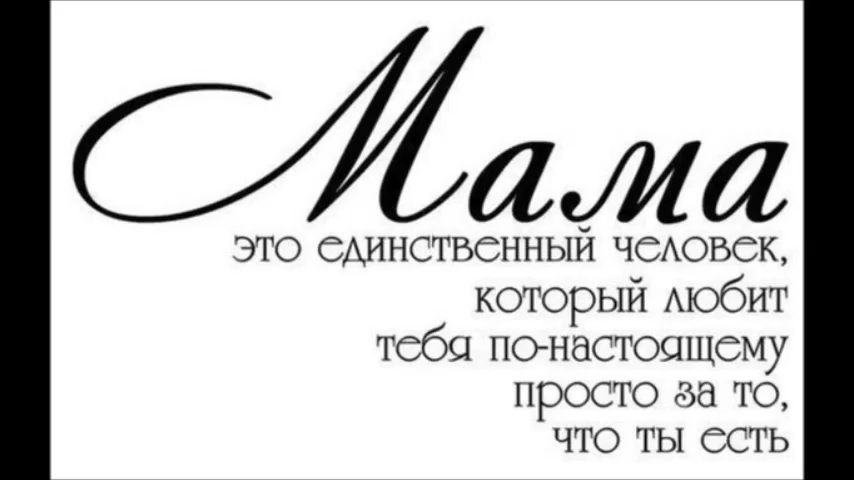 Мама
это единственный человек,
который любит
тебя по-настоящему
просто за то,
что ты есть